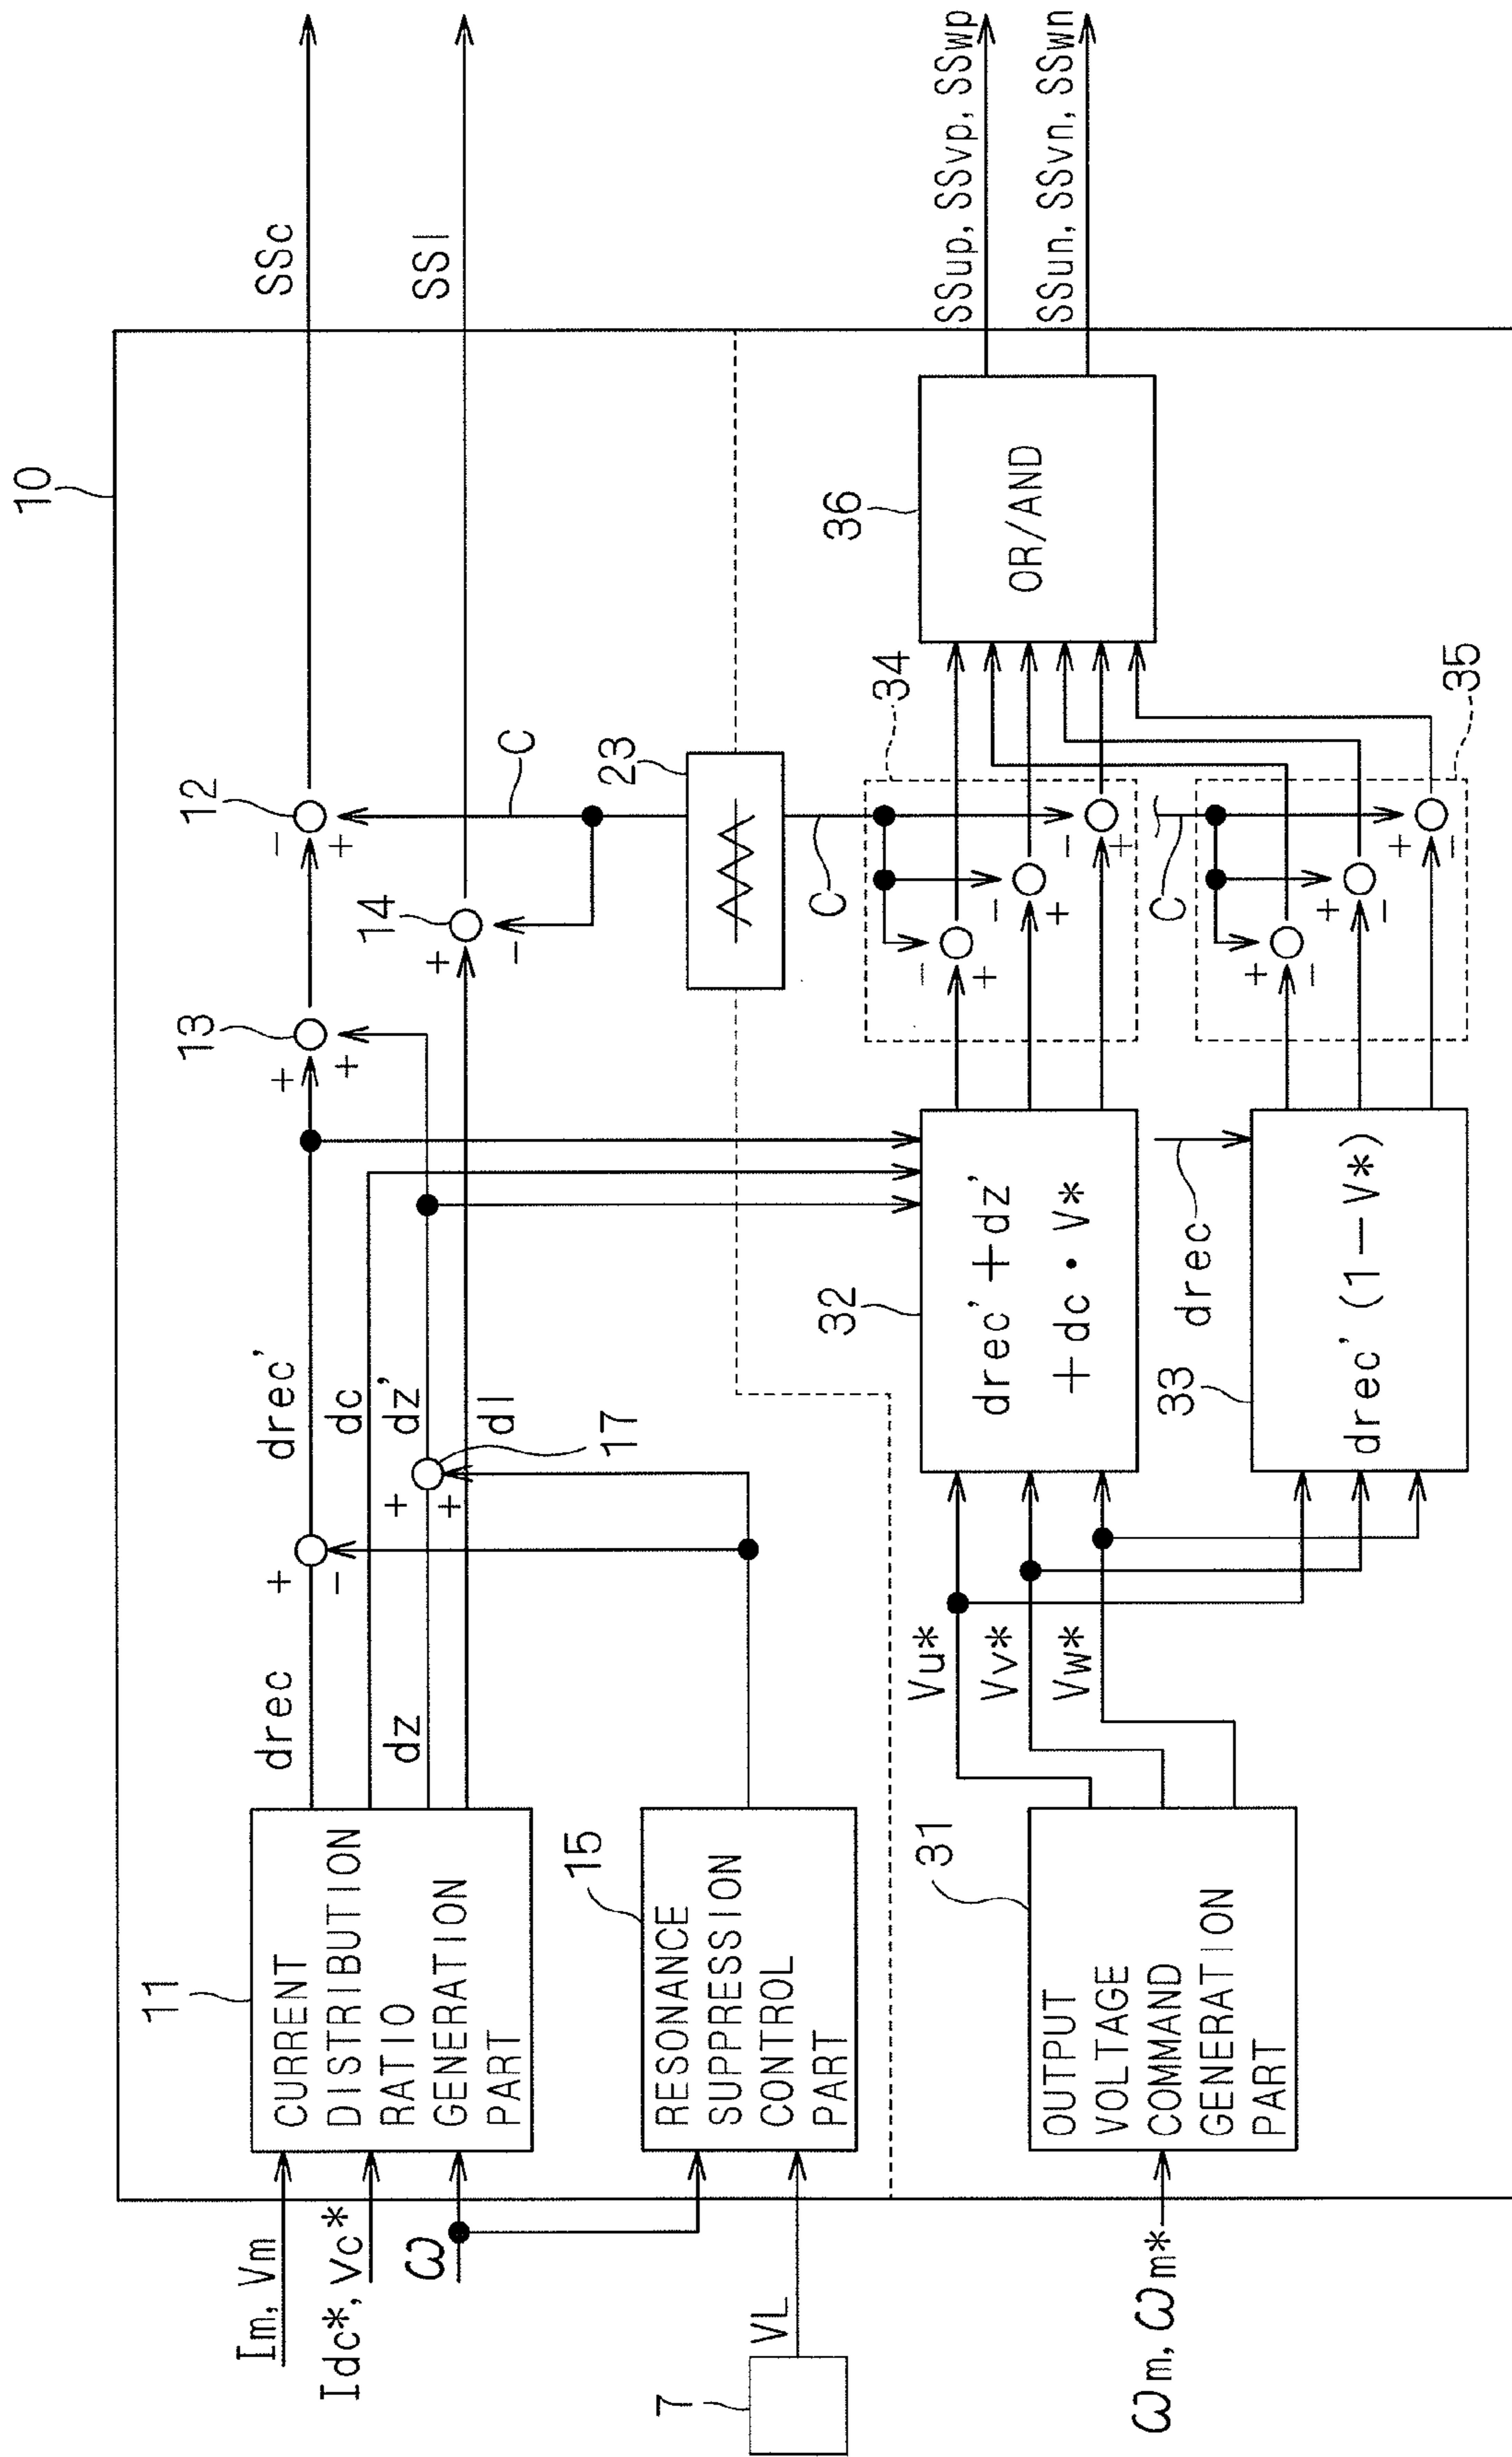 10
SSc
SSl
SSup, SSvp, SSwp
SSun, SSvn, SSwn
11
CURRENT
DISTRIBUTION
RATIO
GENERATION
PART
Im, Vm
Idc*, Vc*
ω
drec
drec'
dc
dz
dz'
dl
+
-
+
+
17
13
+
+
12
-
+
14
+
-
C
23
15
RESONANCE
SUPPRESSION
CONTROL
PART
7
VL
31
OUTPUT
VOLTAGE
COMMAND
GENERATION
PART
ωm, ωm*
Vu*
Vv*
Vw*
32
drec'+dz'
+dc・V*
drec
33
drec' (1-V*)
34
C
-
+
-
+
-
+
35
C
+
-
+
-
+
-
36
OR/AND